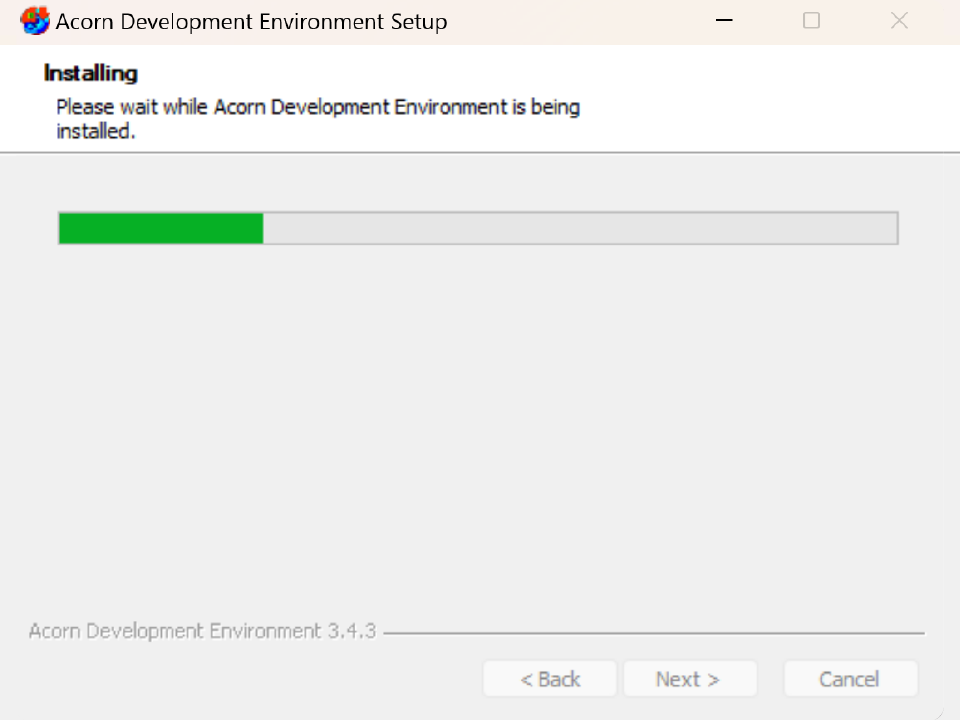 Acorn Development Environment Setup
Installing
Please wait while Acorn Development Environment is being
installed.
Acorn Development Environment 3.4.3
< Back
Next >
Cancel